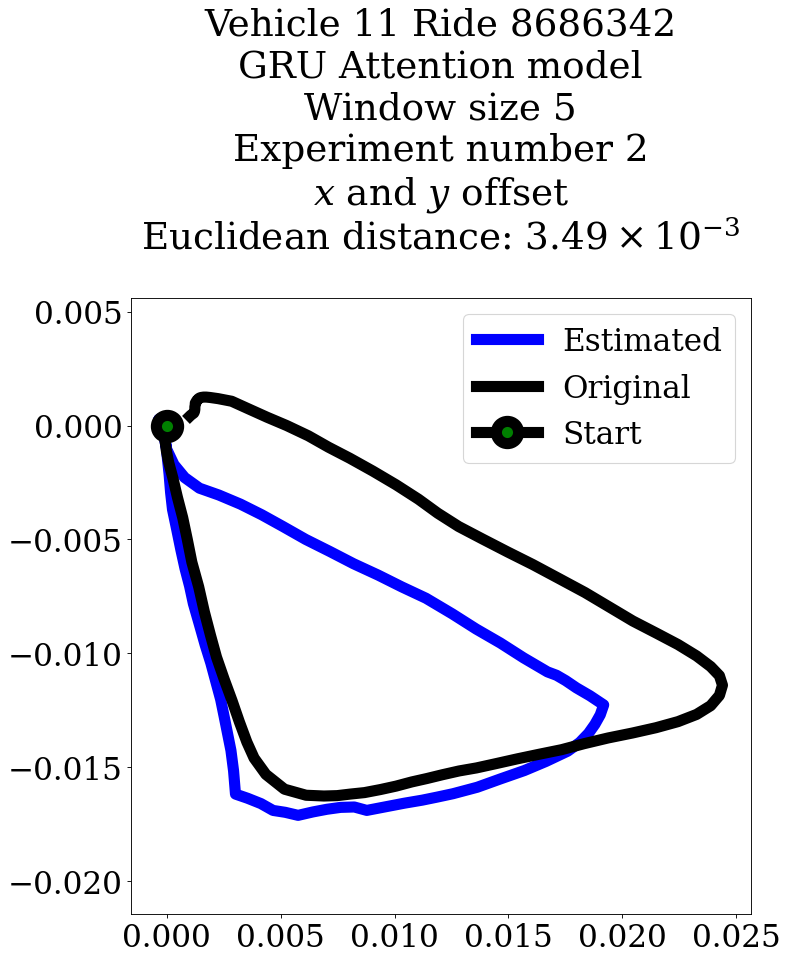 Vehicle 11 Ride 8686342
GRU Attention model
Window size 5
Experiment number 2
x and y offset
Euclidean distance: 3.49 × 10⁻³
Estimated
Original
Start
0.005
0.000
−0.005
−0.010
−0.015
−0.020
0.000 0.005 0.010 0.015 0.020 0.025